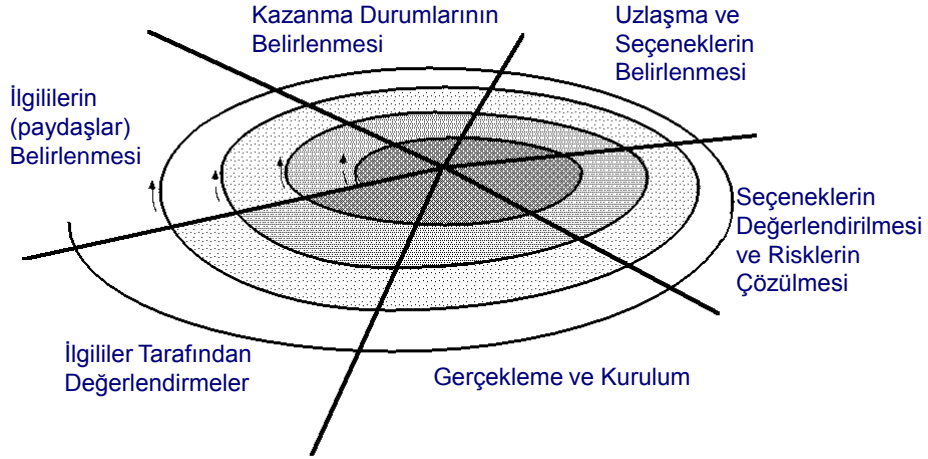 Kazanma Durumlarının
Belirlenmesi
Uzlaşma ve
Seçeneklerin
Belirlenmesi
İlgililerin
(paydaşlar)
Belirlenmesi
Seçeneklerin
Değerlendirilmesi
ve Risklerin
Çözülmesi
İlgililer Tarafından
Değerlendirmeler
Gerçekleme ve Kurulum